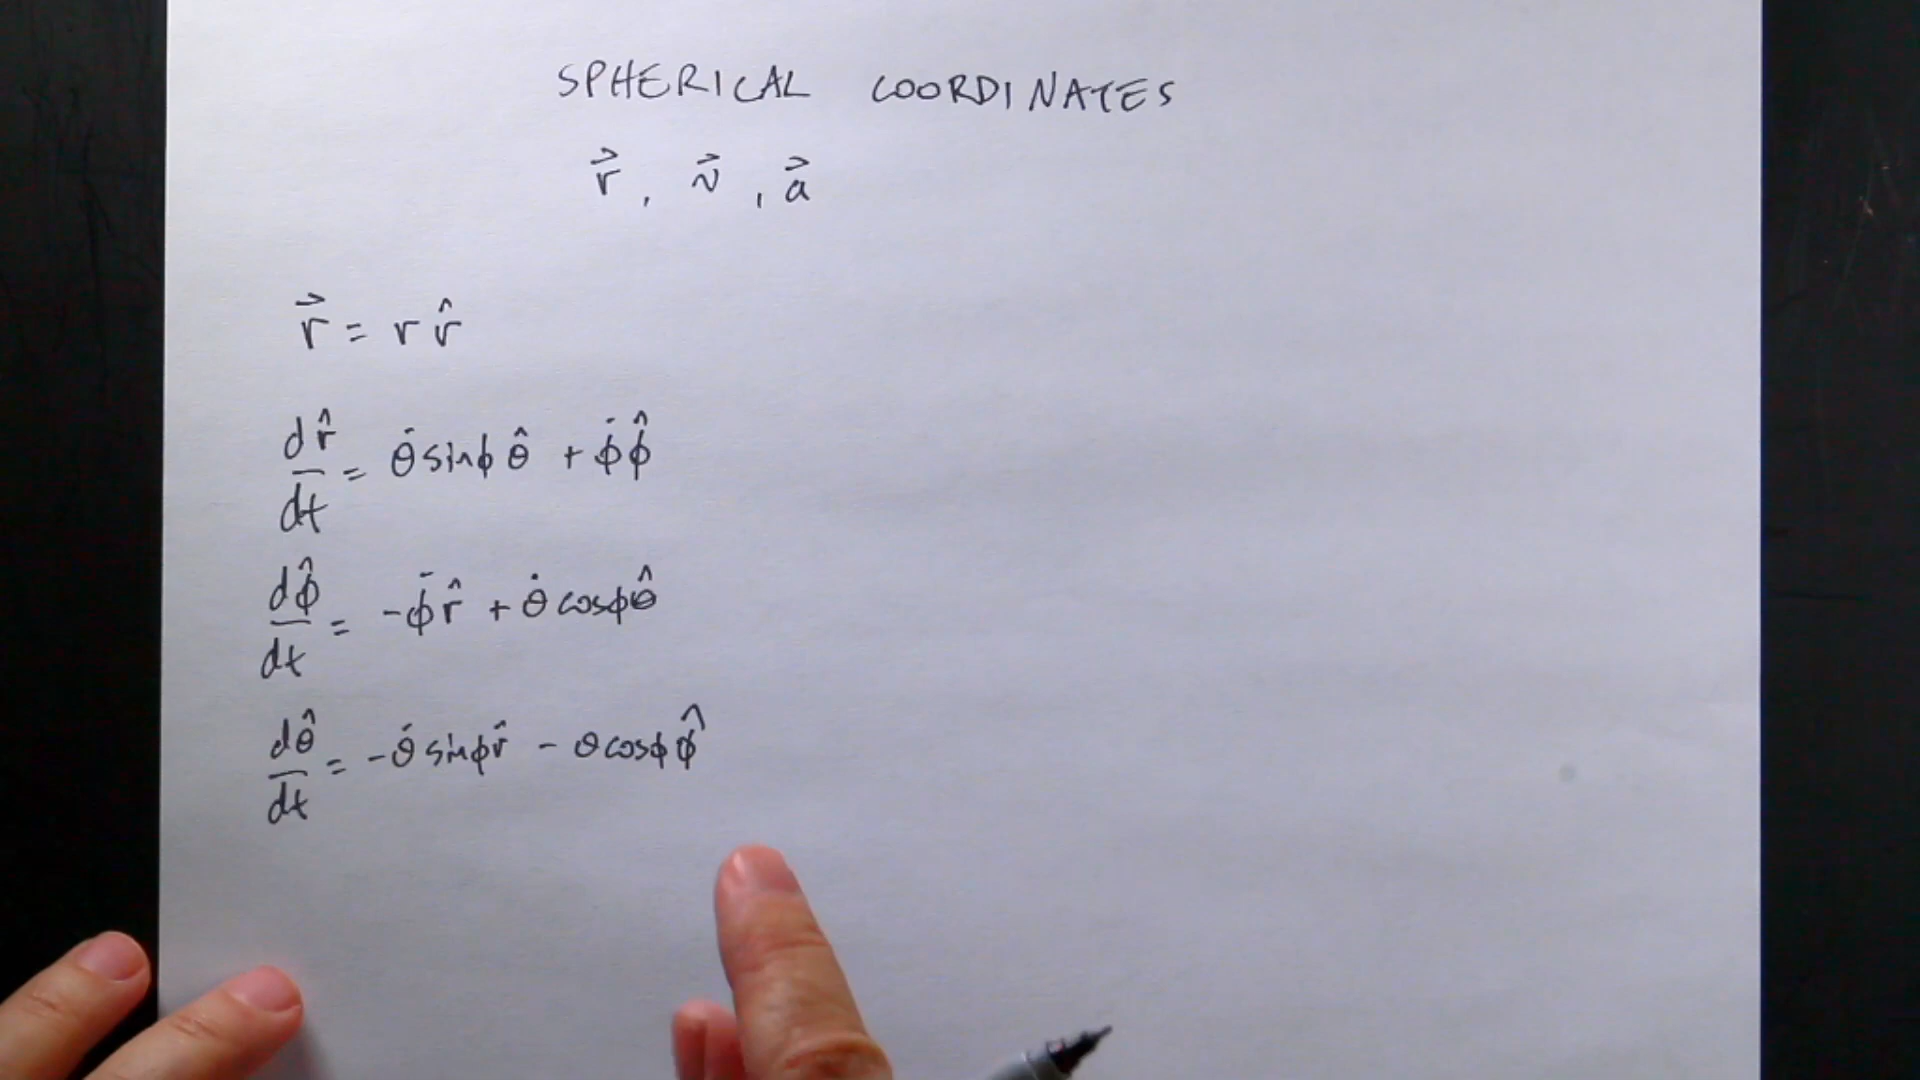 SPHERICAL COORDINATES
r⃗, v⃗, a⃗
r⃗ = r r̂
dr̂/dt = θ̇ sinϕ θ̂ + ϕ̇ ϕ̂
dϕ̂/dt = -ϕ̇ r̂ + θ̇ cosϕ θ̂
dθ̂/dt = -θ̇ sinϕ r̂ - θ cosϕ ϕ̂